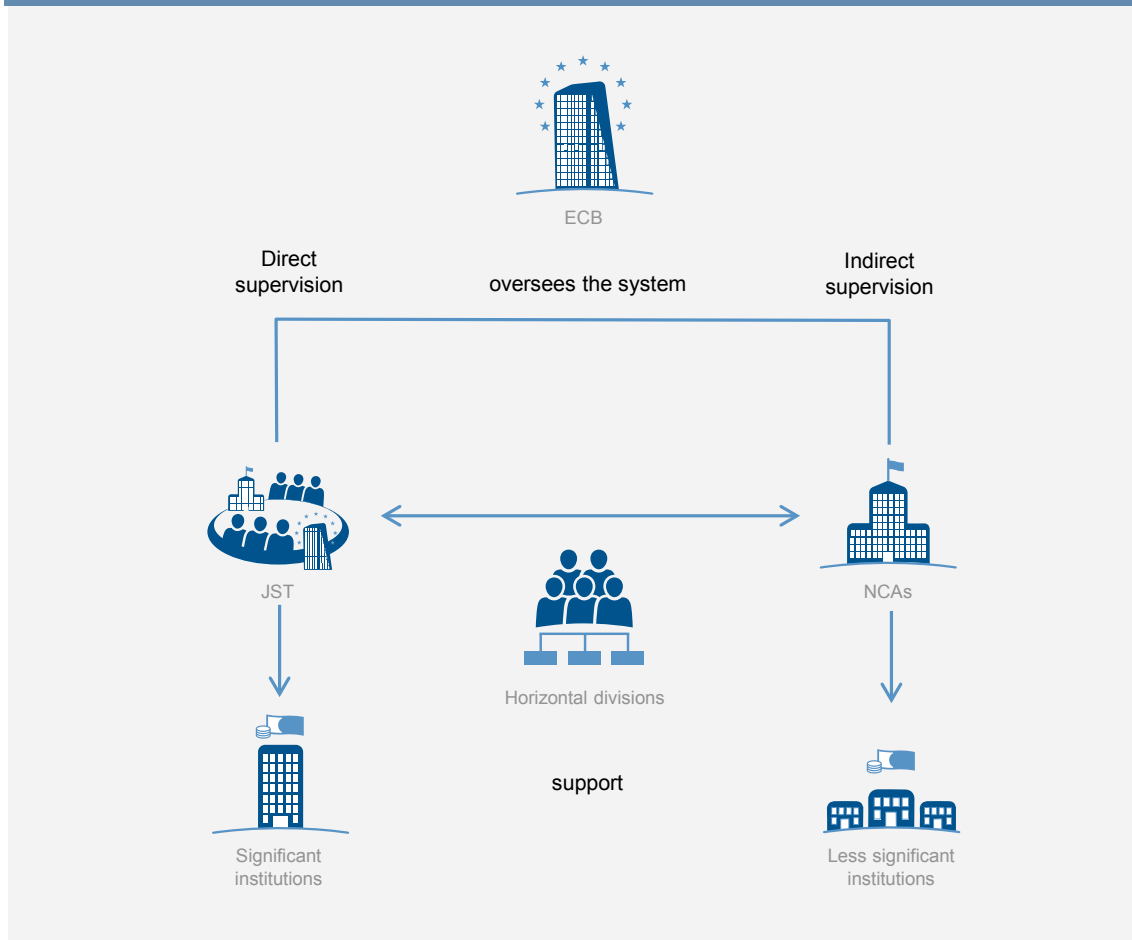 ECB
Direct
supervision
oversees the system
Indirect
supervision
JST
NCAs
Horizontal divisions
support
Significant
institutions
Less significant
institutions